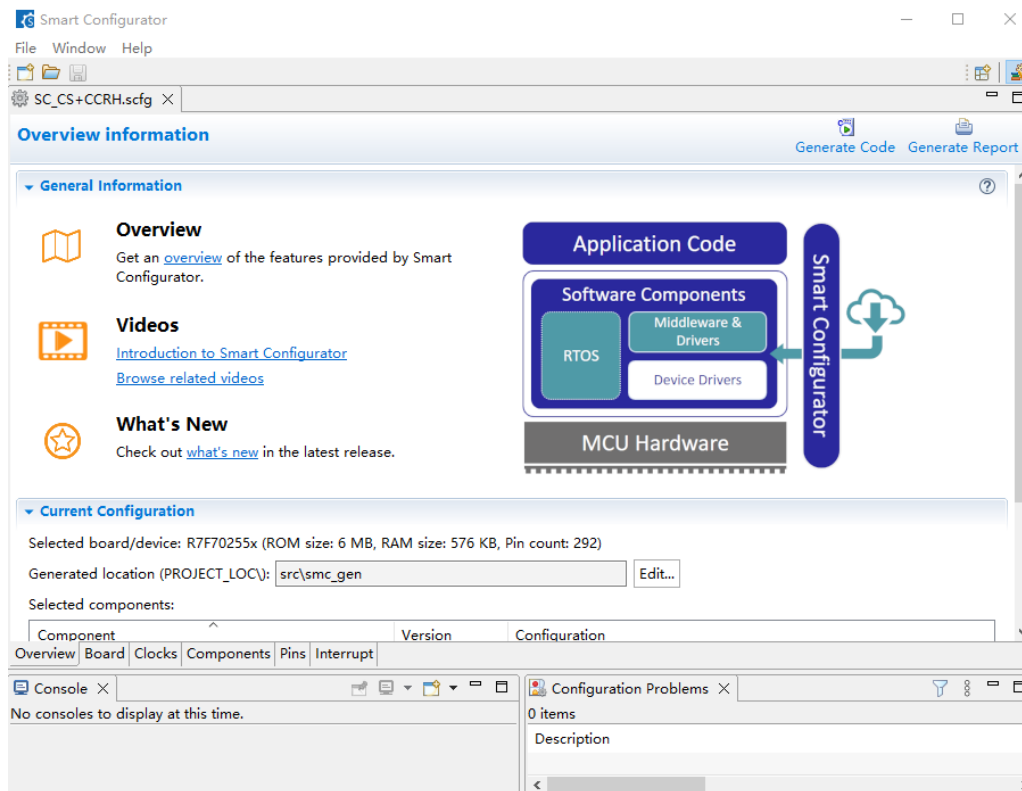 Smart Configurator
File Window Help
SC_CS+CCRH.scfg
Overview information
Generate Code Generate Report
General Information
Overview
Get an overview of the features provided by Smart
Configurator.
Videos
Introduction to Smart Configurator
Browse related videos
What's New
Check out what's new in the latest release.
Application Code
Software Components
RTOS
Middleware &
Drivers
Device Drivers
MCU Hardware
Smart Configurator
Current Configuration
Selected board/device: R7F70255x (ROM size: 6 MB, RAM size: 576 KB, Pin count: 292)
Generated location (PROJECT_LOC\): src\smc_gen Edit...
Selected components:
Component Version Configuration
Overview Board Clocks Components Pins Interrupt
Console
No consoles to display at this time.
Configuration Problems
0 items
Description